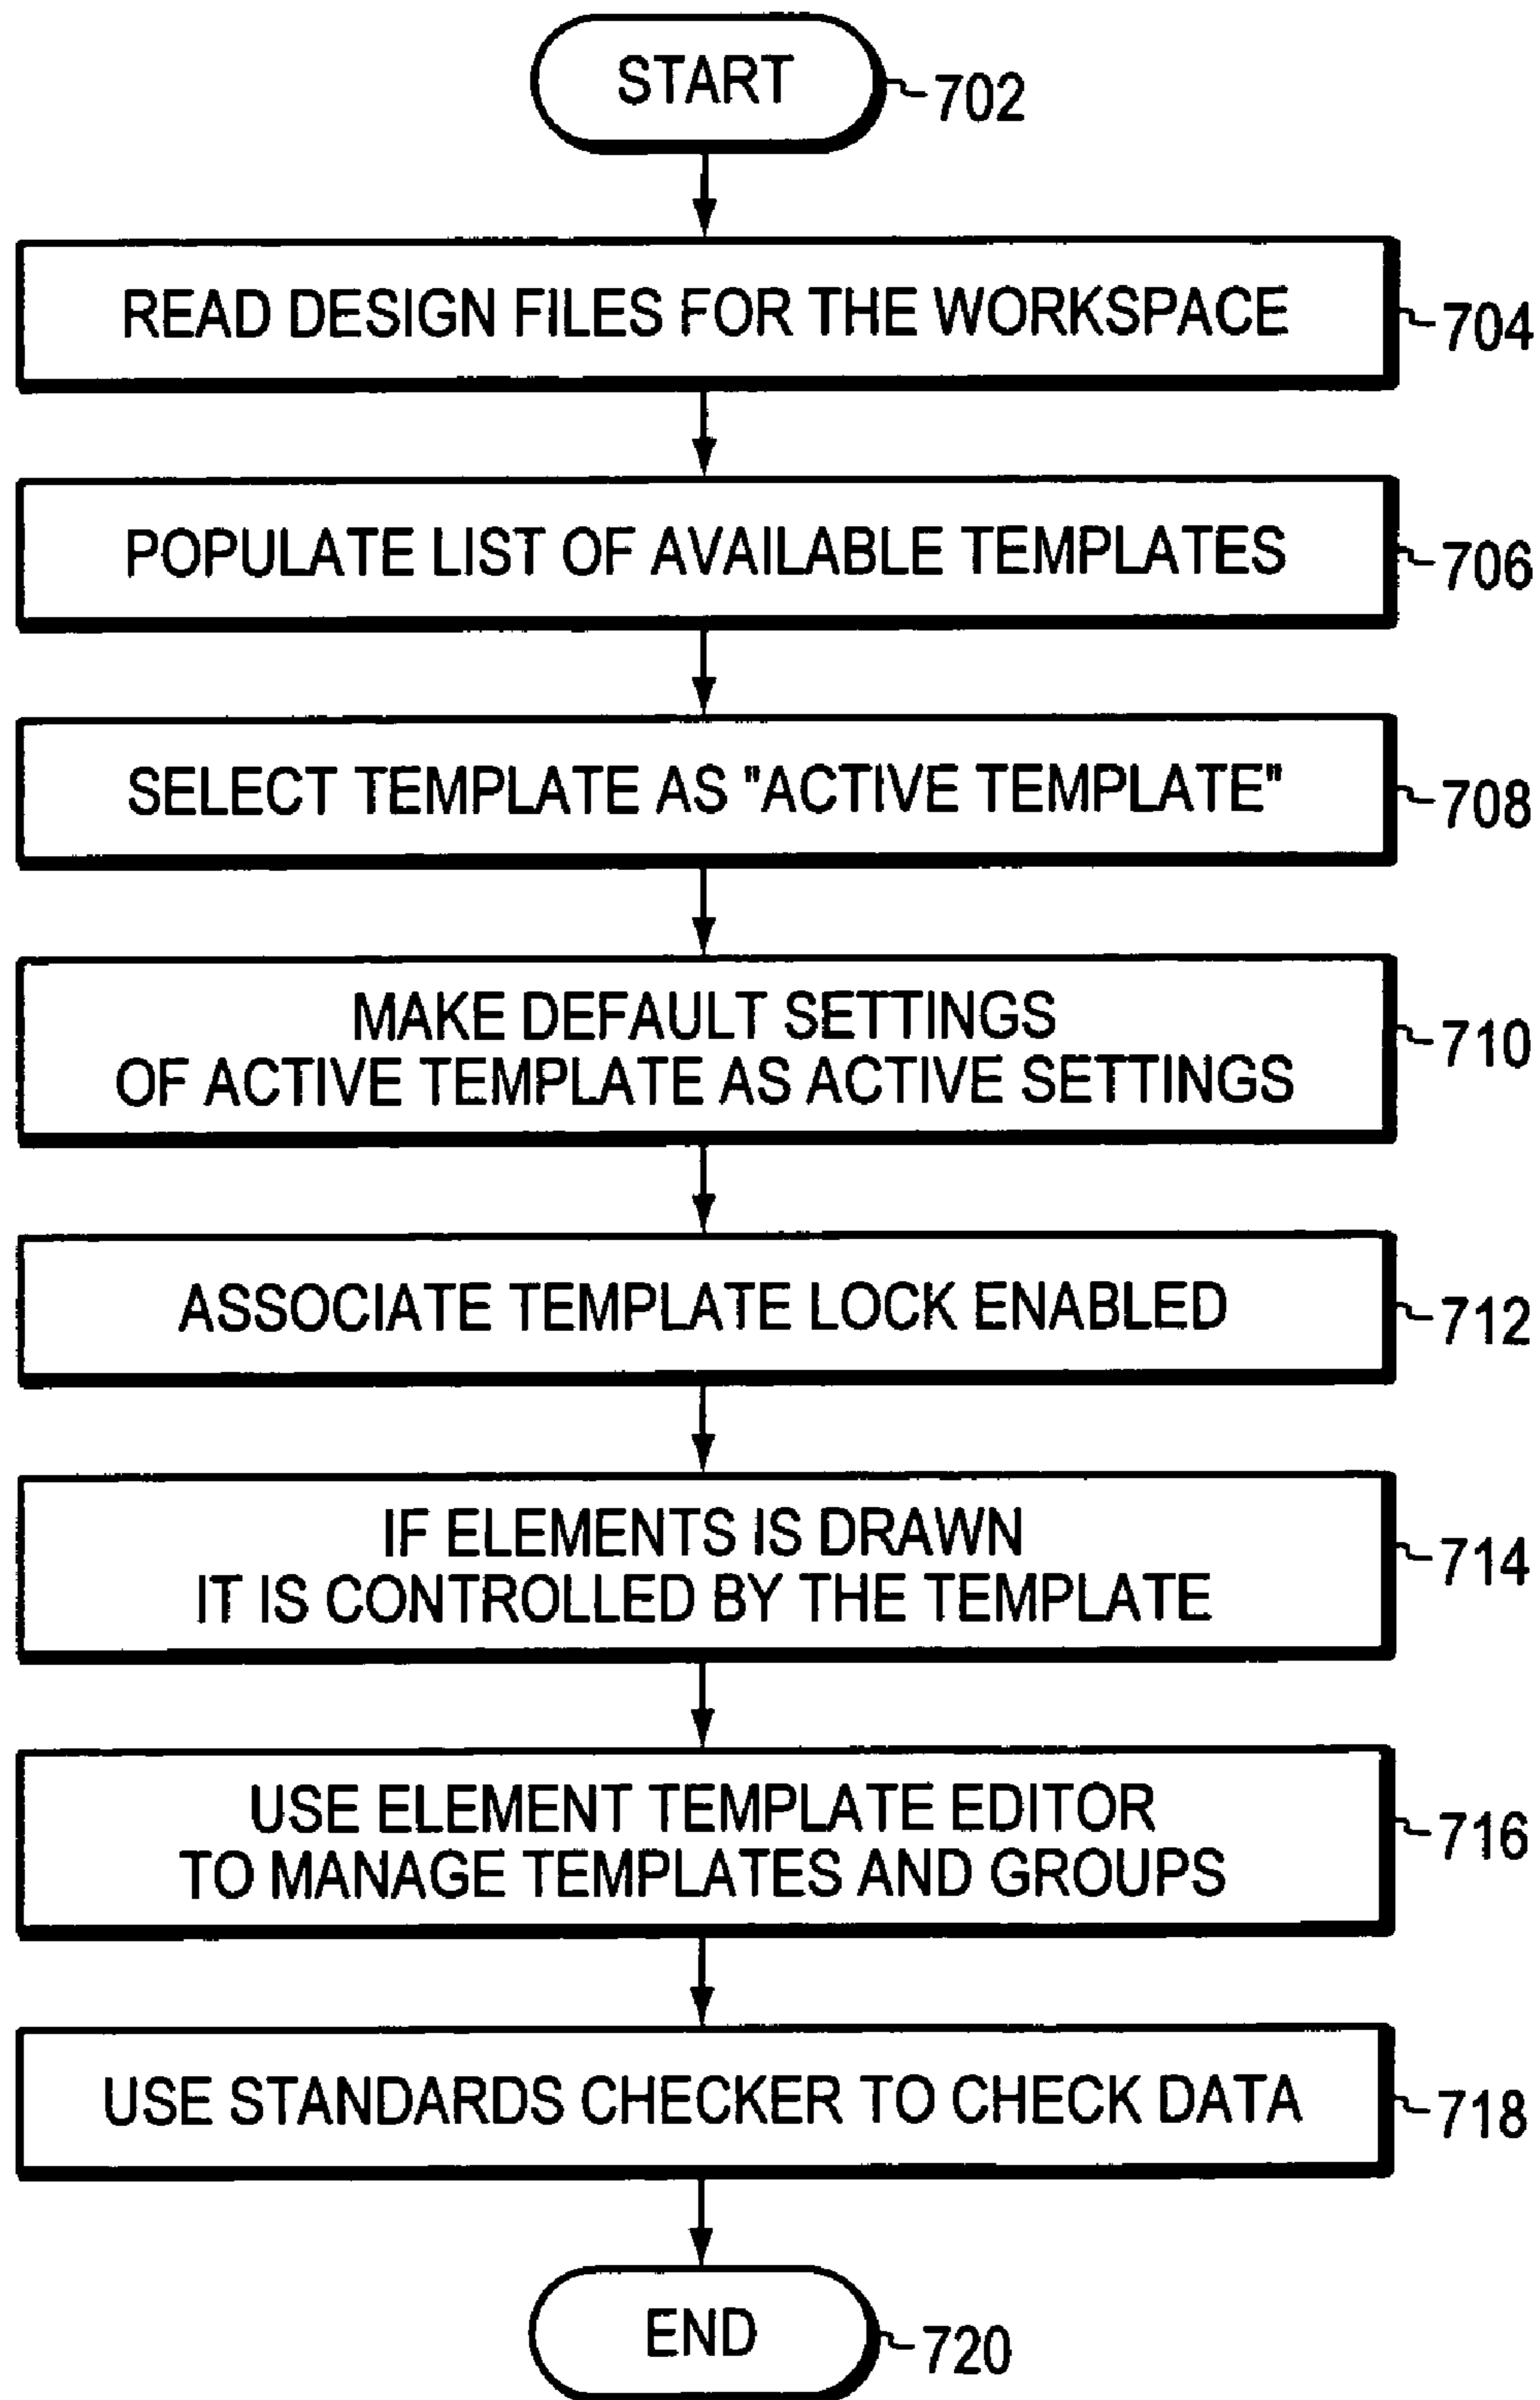 START
702
READ DESIGN FILES FOR THE WORKSPACE
704
POPULATE LIST OF AVAILABLE TEMPLATES
706
SELECT TEMPLATE AS "ACTIVE TEMPLATE"
708
MAKE DEFAULT SETTINGS
OF ACTIVE TEMPLATE AS ACTIVE SETTINGS
710
ASSOCIATE TEMPLATE LOCK ENABLED
712
IF ELEMENTS IS DRAWN
IT IS CONTROLLED BY THE TEMPLATE
714
USE ELEMENT TEMPLATE EDITOR
TO MANAGE TEMPLATES AND GROUPS
716
USE STANDARDS CHECKER TO CHECK DATA
718
END
720